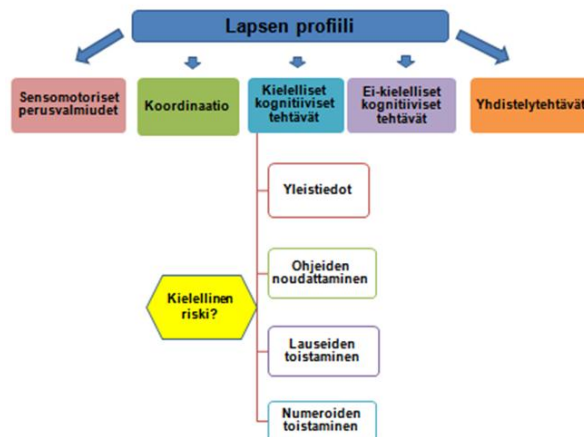 Lapsen profiili
Sensomotoriset
perusvalmiudet
Koordinaatio
Kielelliset
kognitiiviset
tehtävät
Ei-kielelliset
kognitiiviset
tehtävät
Yhdistelytehtävät
Yleistiedot
Ohjeiden
noudattaminen
Kielellinen
riski?
Lauseiden
toistaminen
Numeroiden
toistaminen